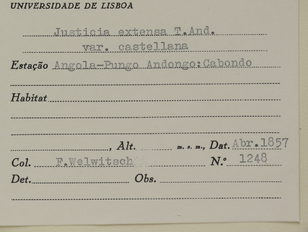 UNIVERSIDADE DE LISBOA
Justicia extensa T.And.
var. castellana
Estação Angola-Pungo Andongo:Cabondo
Habitat
, Alt. m. s. m., Dat. Abr.1857
Col. F.Welwitsch N.º 1248
Det. Obs.